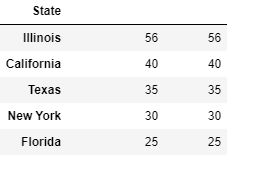 State
Illinois 56 56
California 40 40
Texas 35 35
New York 30 30
Florida 25 25